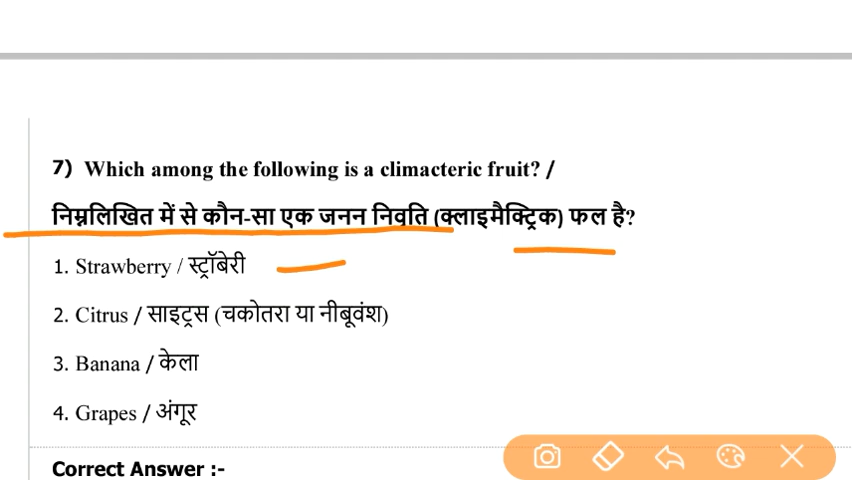 7) Which among the following is a climacteric fruit? /
निम्नलिखित में से कौन-सा एक जनन निवृति (क्लाइमैक्ट्रिक) फल है?
1. Strawberry / स्ट्रॉबेरी
2. Citrus / साइट्रस (चकोतरा या नीबूवंश)
3. Banana / केला
4. Grapes / अंगूर
Correct Answer :-